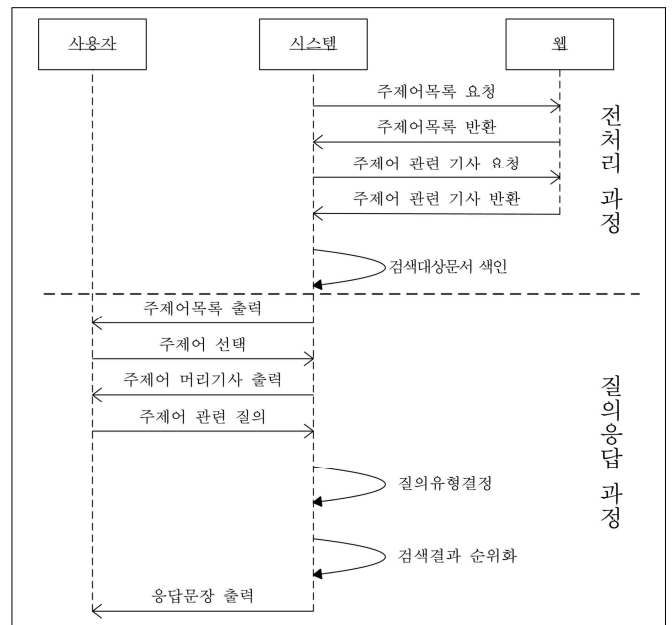 사용자
시스템
웹
주제어목록 요청
주제어목록 반환
주제어 관련 기사 요청
주제어 관련 기사 반환
전처리 과정
검색대상문서 색인
주제어목록 출력
주제어 선택
주제어 머리기사 출력
주제어 관련 질의
질의응답 과정
질의유형결정
검색결과 순위화
응답문장 출력